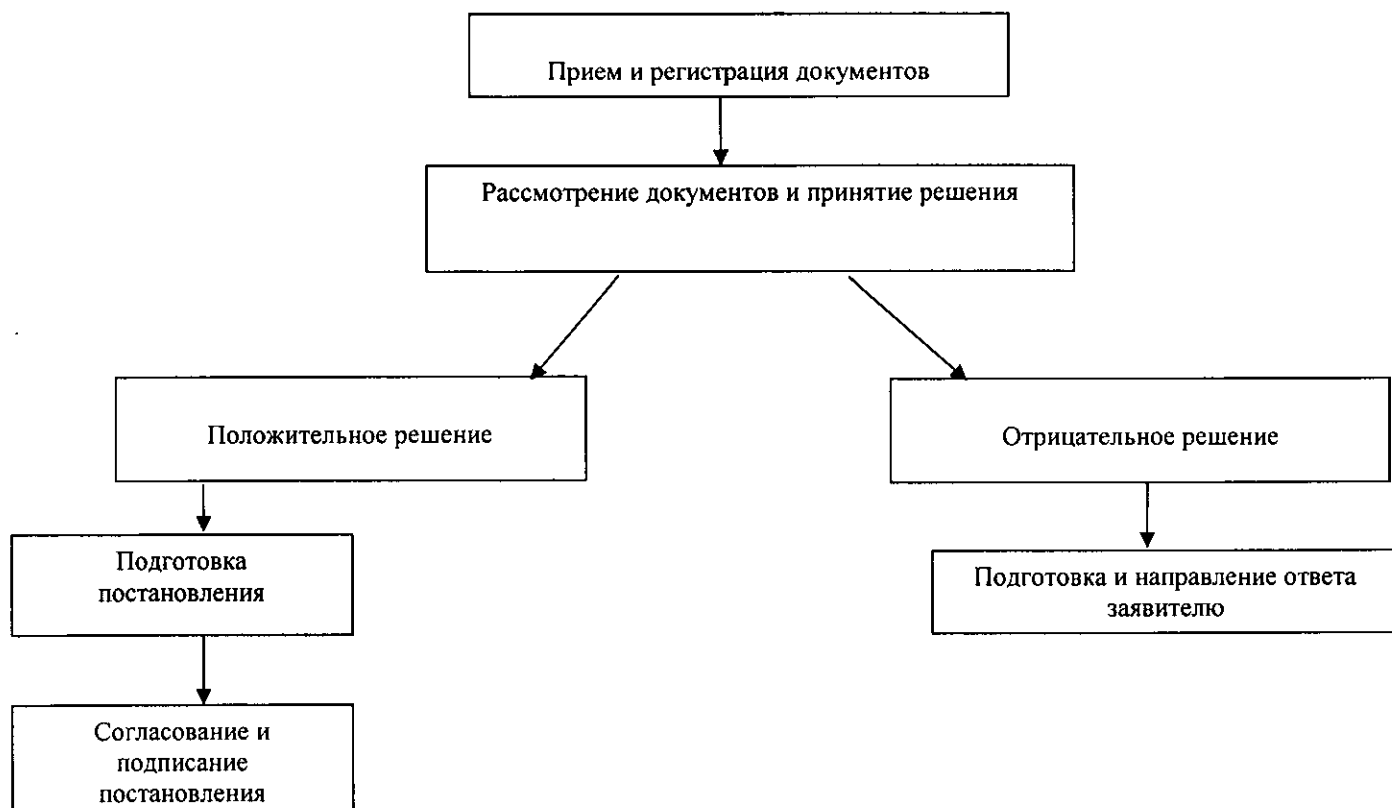 Прием и регистрация документов
Рассмотрение документов и принятие решения
Положительное решение
Отрицательное решение
Подготовка
постановления
Подготовка и направление ответа
заявителю
Согласование и
подписание
постановления